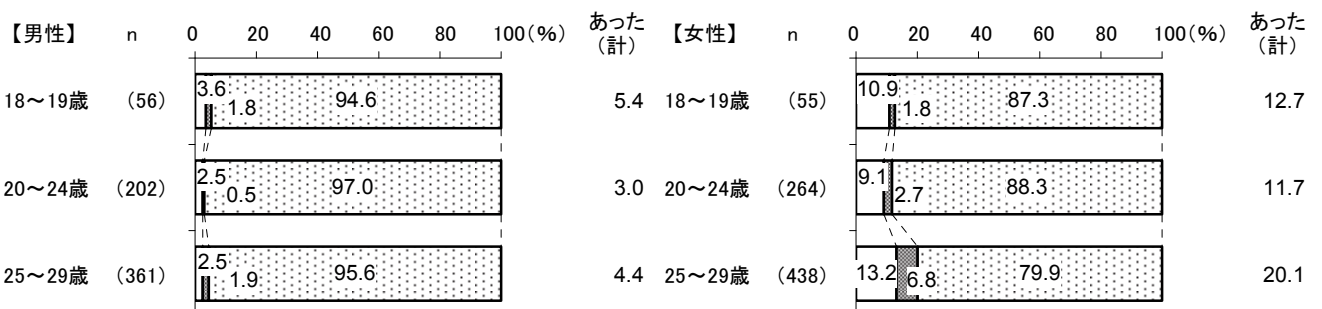 【男性】 n 0 20 40 60 80 100(%) あった（計） 【女性】 n 0 20 40 60 80 100(%) あった（計）
18～19歳 (56) 3.6 1.8 94.6 5.4 18～19歳 (55) 10.9 1.8 87.3 12.7
20～24歳 (202) 2.5 0.5 97.0 3.0 20～24歳 (264) 9.1 2.7 88.3 11.7
25～29歳 (361) 2.5 1.9 95.6 4.4 25～29歳 (438) 13.2 6.8 79.9 20.1